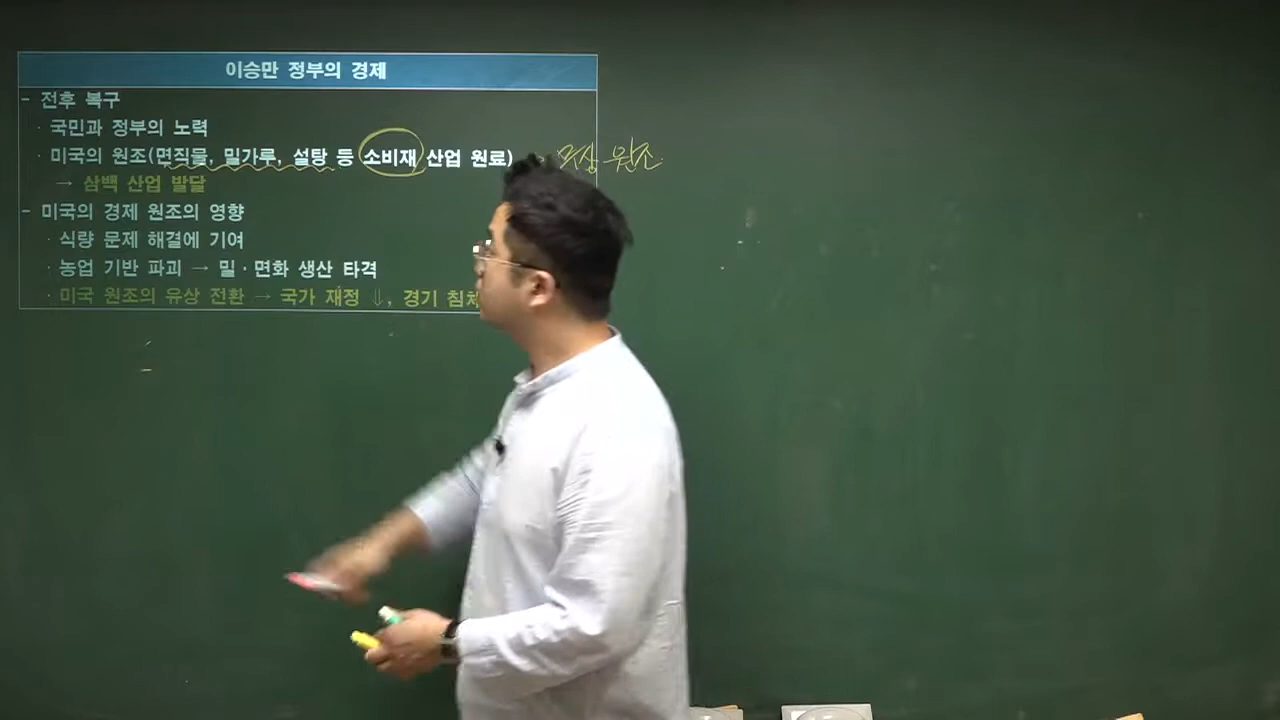 이승만 정부의 경제
- 전후 복구
· 국민과 정부의 노력
· 미국의 원조(면직물, 밀가루, 설탕 등 소비재 산업 원료) 무상 원조
→ 삼백 산업 발달
- 미국의 경제 원조의 영향
· 식량 문제 해결에 기여
· 농업 기반 파괴 → 밀·면화 생산 타격
· 미국 원조의 유상 전환 → 국가 재정 ⇓, 경기 침체